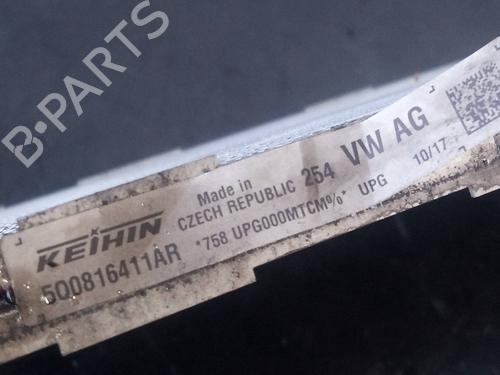 B-PARTS
KEIHIN
Made in
CZECH REPUBLIC 254 VW AG
10/17
5Q0816411AR
*758 UPG000MTCM%* UPG